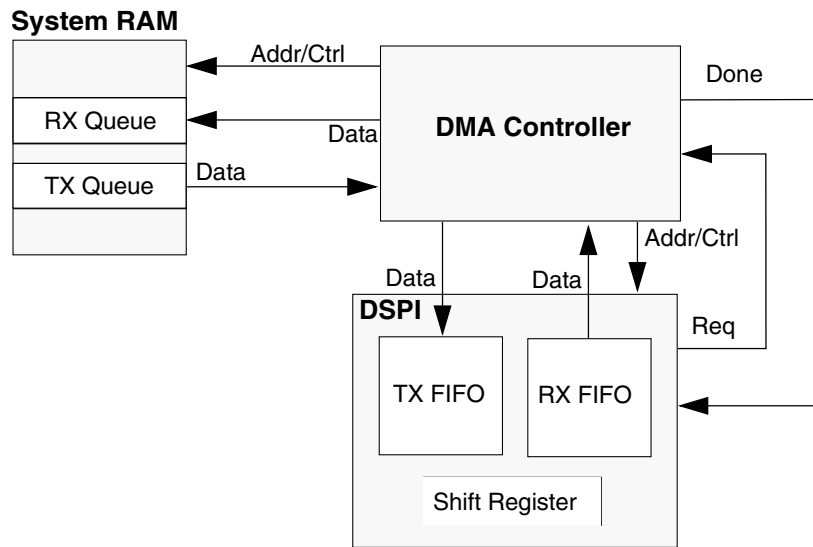 System RAM
Addr/Ctrl
Done
RX Queue
DMA Controller
Data
TX Queue
Data
Addr/Ctrl
Data
Data
DSPI
Req
TX FIFO
RX FIFO
Shift Register